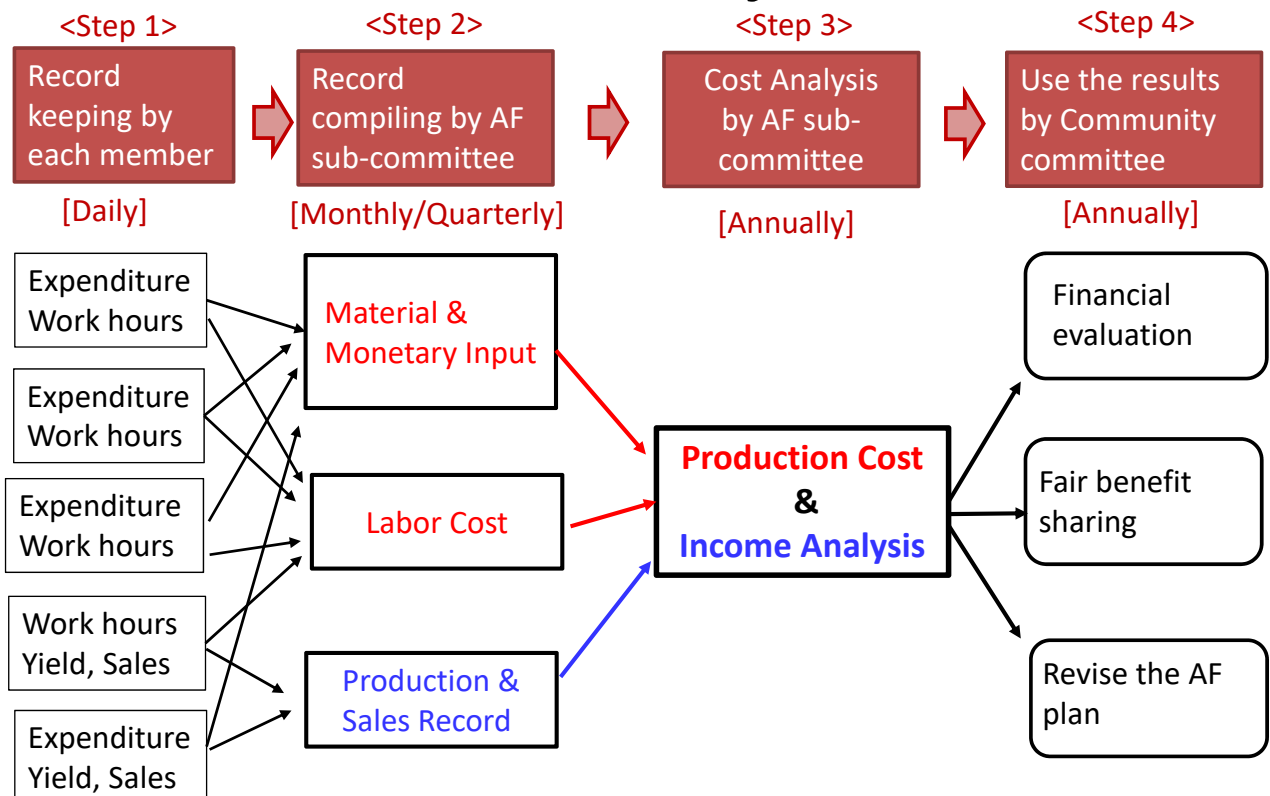 <Step 1>
<Step 2>
<Step 3>
<Step 4>
Record
keeping by
each member
Record
compiling by AF
sub-committee
Cost Analysis
by AF sub-
committee
Use the results
by Community
committee
[Daily]
[Monthly/Quarterly]
[Annually]
[Annually]
Expenditure
Work hours
Expenditure
Work hours
Expenditure
Work hours
Work hours
Yield, Sales
Expenditure
Yield, Sales
Material &
Monetary Input
Labor Cost
Production &
Sales Record
Production Cost
&
Income Analysis
Financial
evaluation
Fair benefit
sharing
Revise the AF
plan